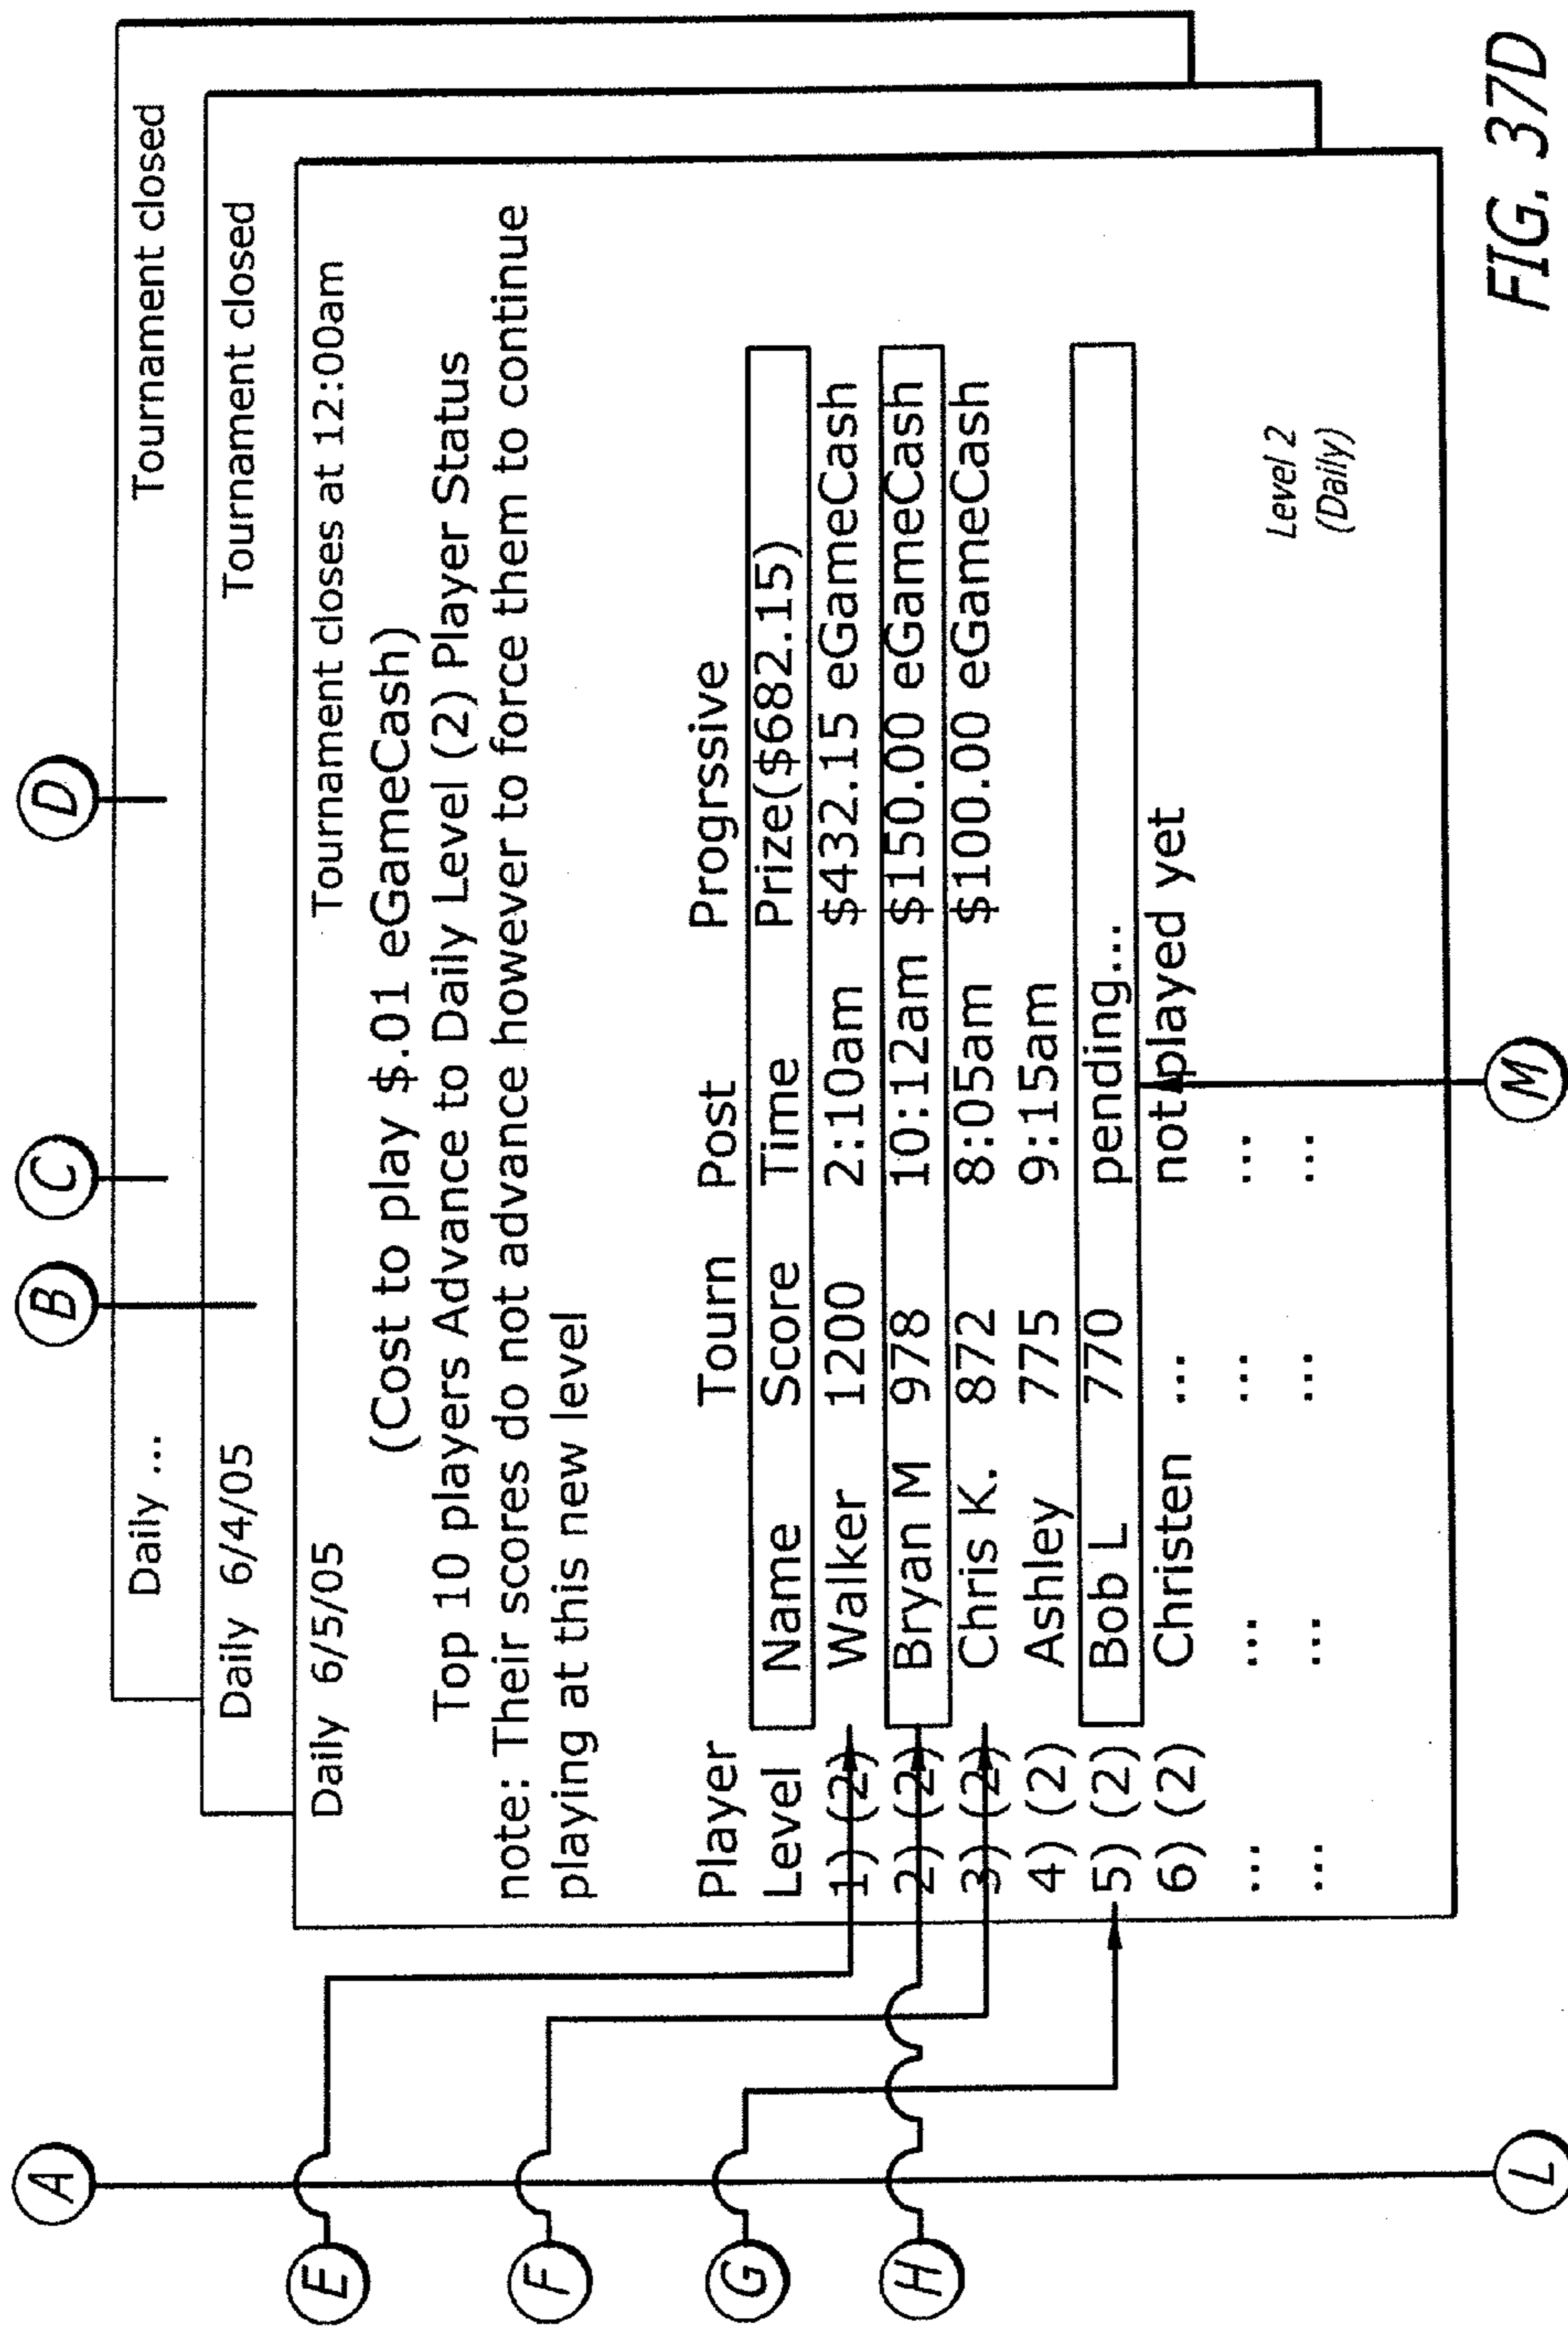 D
B
C
Daily ... Tournament closed
Daily 6/4/05 Tournament closed
Daily 6/5/05 Tournament closes at 12:00am
(Cost to play $.01 eGameCash)
Top 10 players Advance to Daily Level (2) Player Status
note: Their scores do not advance however to force them to continue
playing at this new level
Player Tourn Post Progrssive
Level Name Score Time Prize($682.15)
1) (2) Walker 1200 2:10am $432.15 eGameCash
2) (2) Bryan M 978 10:12am $150.00 eGameCash
3) (2) Chris K. 872 8:05am $100.00 eGameCash
4) (2) Ashley 775 9:15am
5) (2) Bob L 770 pending...
6) (2) Christen ... not played yet
... ... ... ...
... ... ... ...
Level 2
(Daily)
A
E
F
G
H
L
M
FIG. 37D